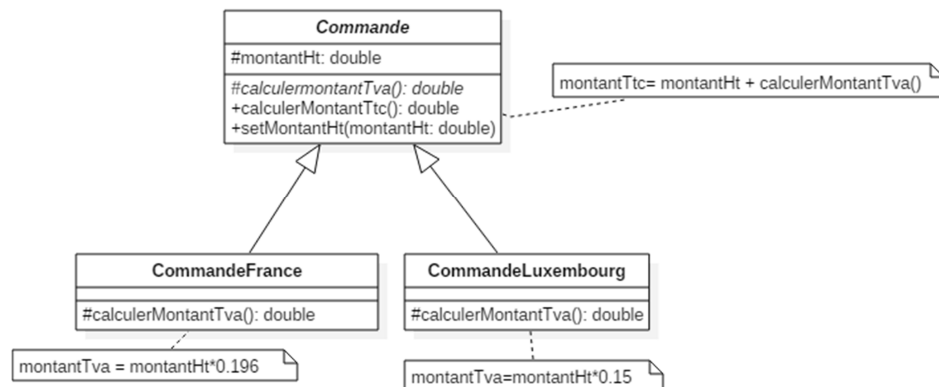 Commande
#montantHt: double
#calculermontantTva(): double
+calculerMontantTtc(): double
+setMontantHt(montantHt: double)
montantTtc= montantHt + calculerMontantTva()
CommandeFrance
#calculerMontantTva(): double
montantTva = montantHt*0.196
CommandeLuxembourg
#calculerMontantTva(): double
montantTva=montantHt*0.15